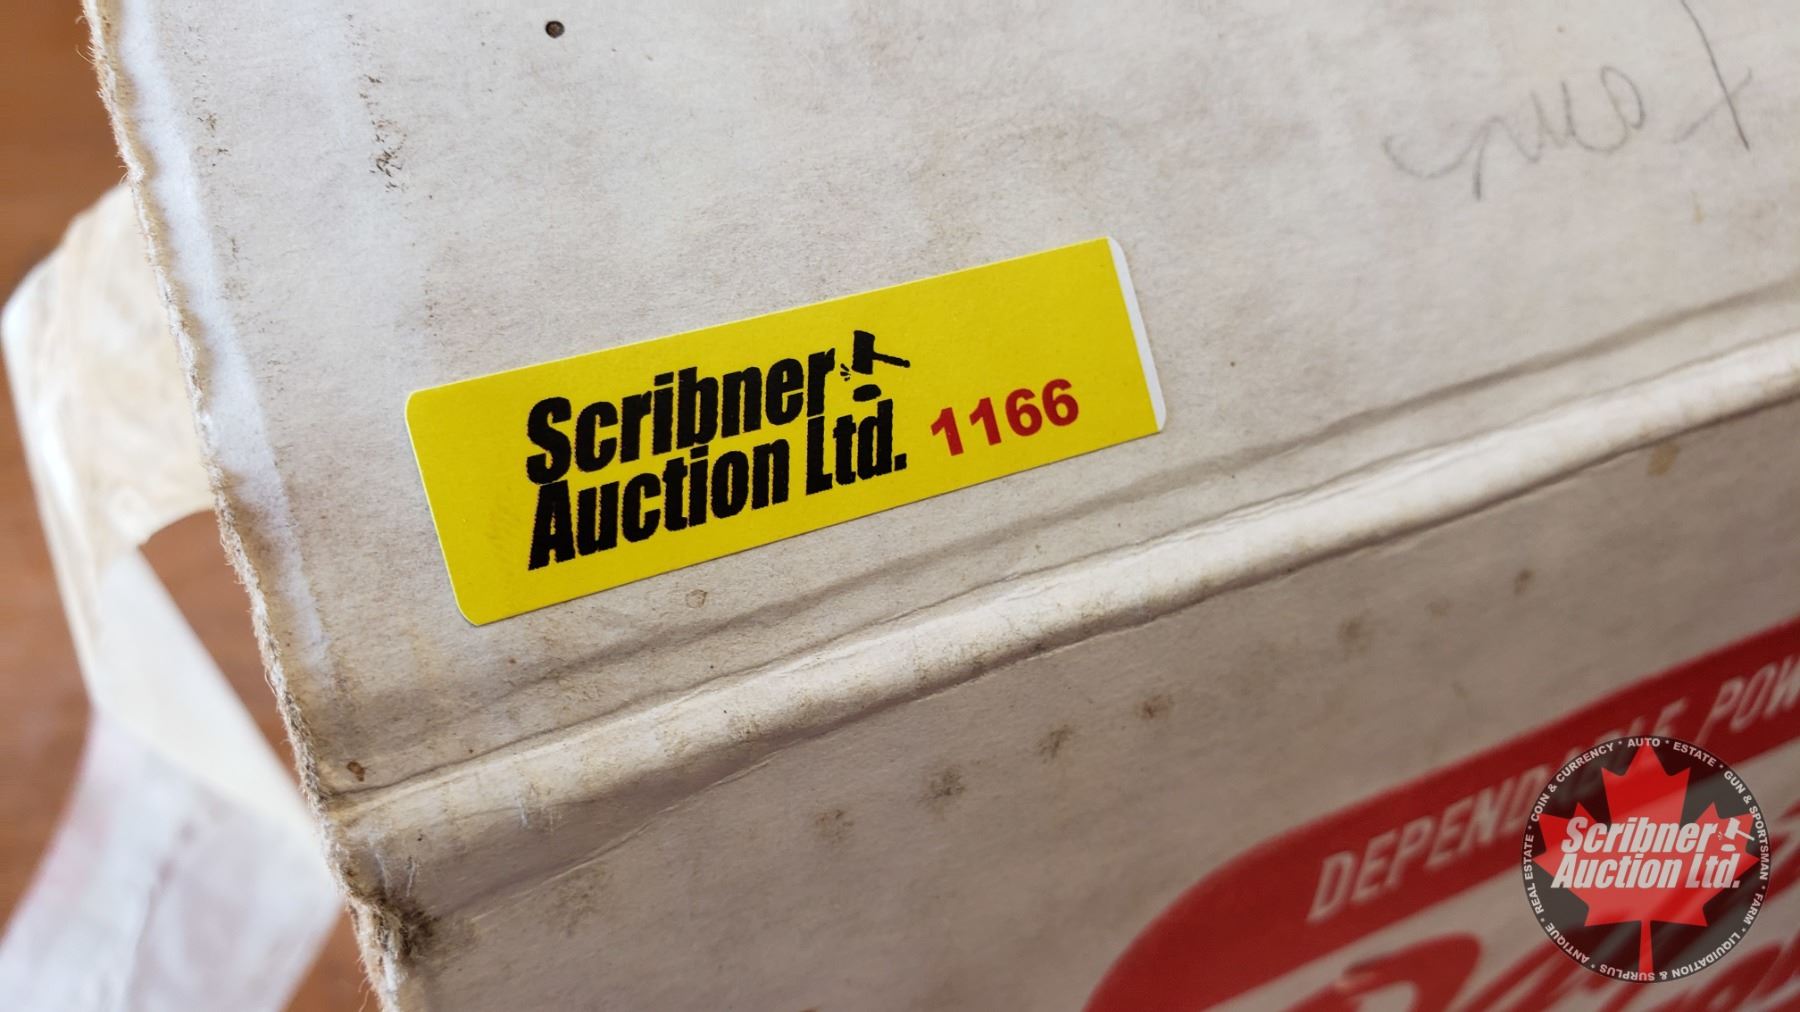 Scribner
Auction Ltd. 1166
DEPENDABLE POW
COIN & CURRENCY • AUTO • ESTATE • GUN & SPORTSMAN • FARM • LIQUIDATION & SURPLUS • ANTIQUE • REAL ESTATE •
Scribner
Auction Ltd.